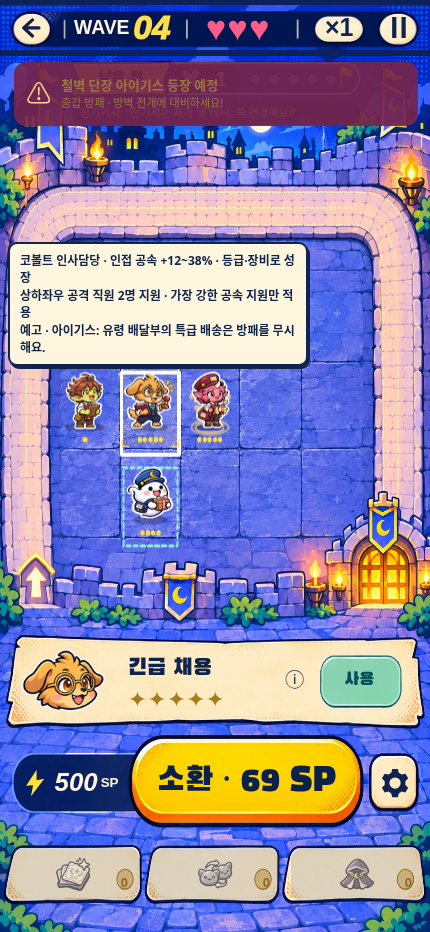 WAVE 04
×1
철벽 단장 아이기스 등장 예정
중갑 방패 · 방벽 전개에 대비하세요!
코볼트 인사담당 · 인접 공속 +12~38% · 등급·장비로 성
장
상하좌우 공격 직원 2명 지원 · 가장 강한 공속 지원만 적
용
예고 · 아이기스: 유령 배달부의 특급 배송은 방패를 무시
해요.
긴급 채용
사용
500 SP
소환 · 69 SP
0
0
0